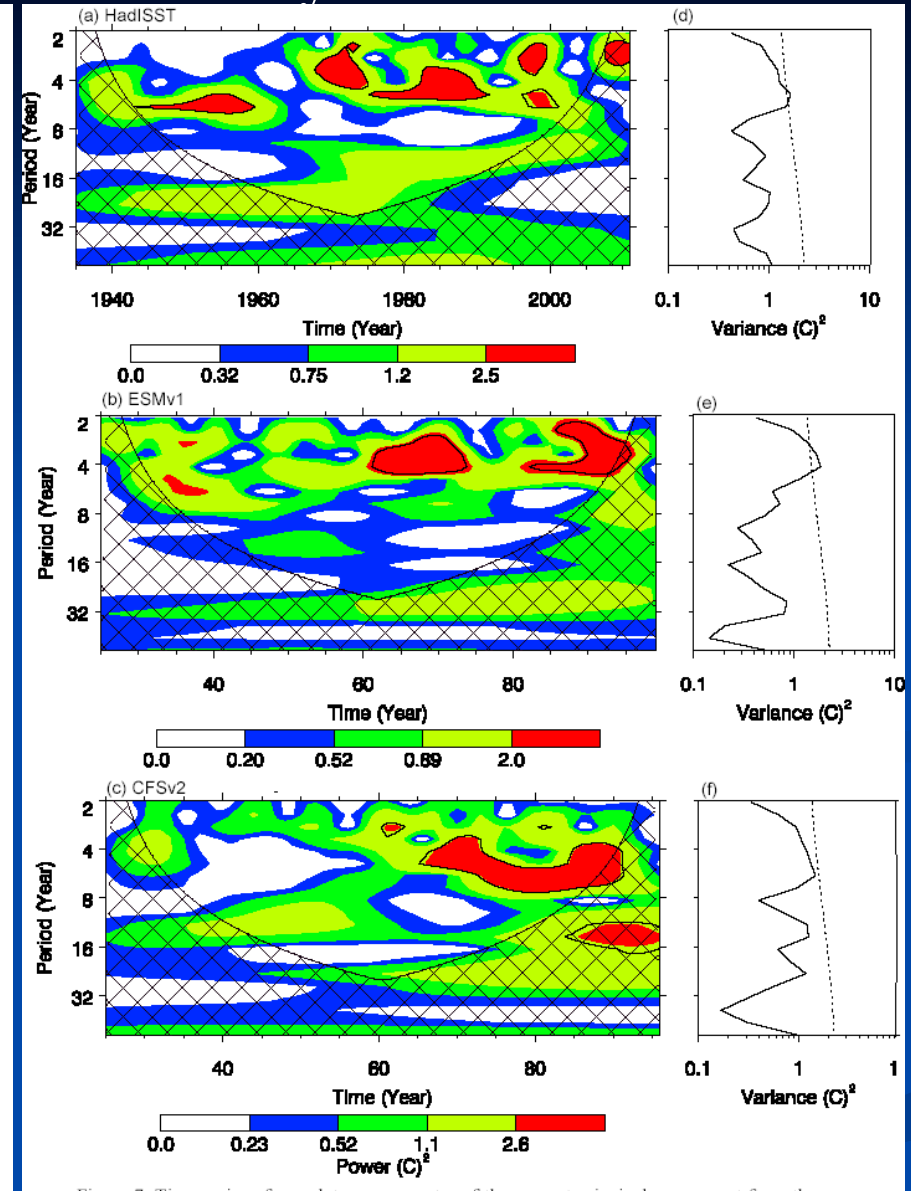 (a) HadISST
(d)
2
4
8
16
32
Period (Year)
1940 1960 1980 2000
Time (Year)
0.1 1 10
Variance (C)²
0.0 0.32 0.75 1.2 2.5
(b) ESMv1
(e)
2
4
8
16
32
Period (Year)
40 60 80
Time (Year)
0.1 1 10
Variance (C)²
0.0 0.20 0.52 0.89 2.0
(c) CFSv2
(f)
2
4
8
16
32
Period (Year)
40 60 80
Time (Year)
0.1 1 1
Variance (C)²
0.0 0.23 0.52 1.1 2.6
Power (C)²